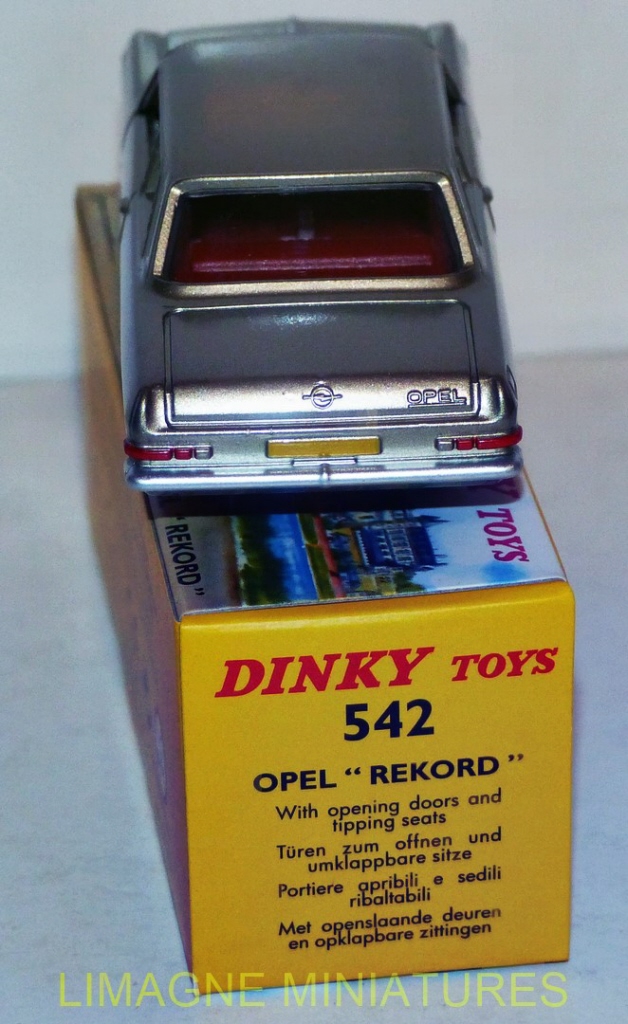 OPEL
"REKORD"
TOYS
DINKY TOYS
542
OPEL "REKORD"
With opening doors and
tipping seats
Türen zum offnen und
umklappbare sitze
Portiere apribili e sedili
ribaltabili
Met openslaande deuren
en opklapbare zittingen
LIMAGNE MINIATURES